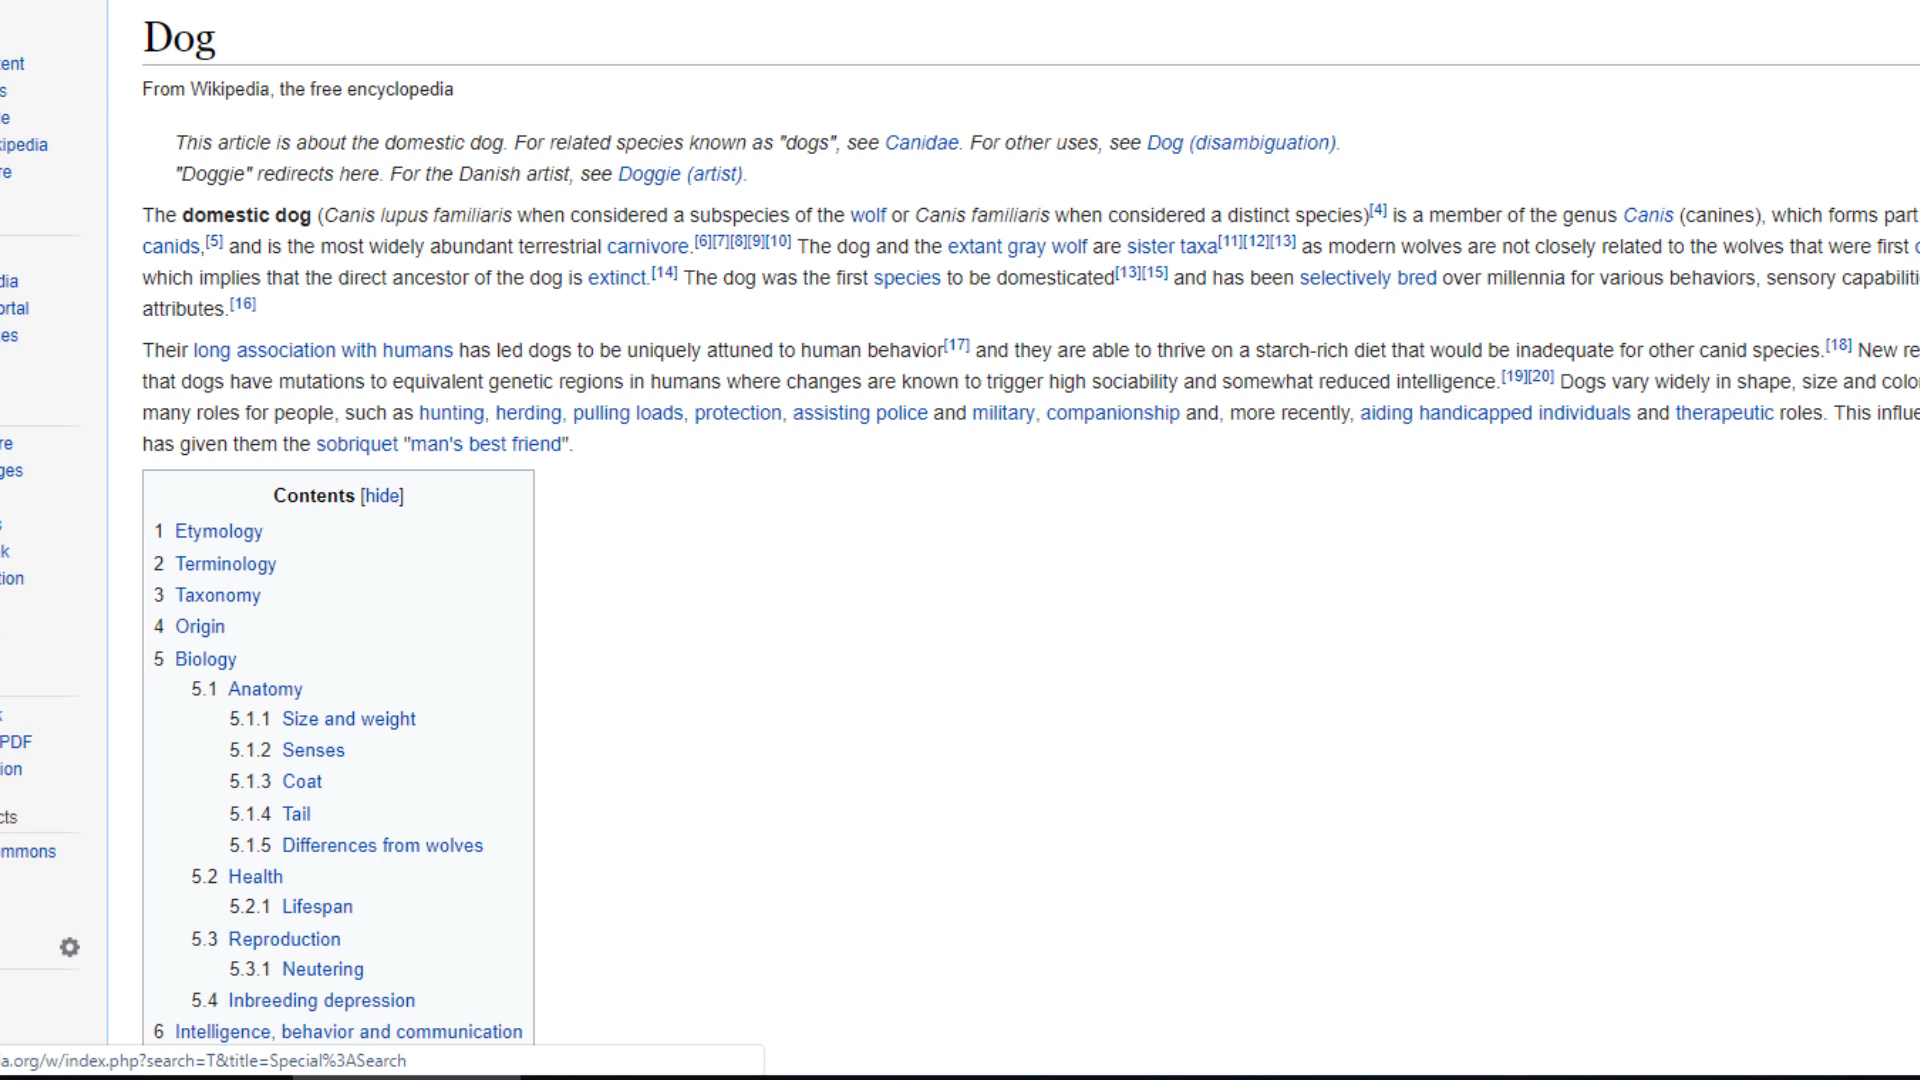 Dog
From Wikipedia, the free encyclopedia
This article is about the domestic dog. For related species known as "dogs", see Canidae. For other uses, see Dog (disambiguation).
"Doggie" redirects here. For the Danish artist, see Doggie (artist).
The domestic dog (Canis lupus familiaris when considered a subspecies of the wolf or Canis familiaris when considered a distinct species)[4] is a member of the genus Canis (canines), which forms part
canids,[5] and is the most widely abundant terrestrial carnivore.[6][7][8][9][10] The dog and the extant gray wolf are sister taxa[11][12][13] as modern wolves are not closely related to the wolves that were first
which implies that the direct ancestor of the dog is extinct.[14] The dog was the first species to be domesticated[13][15] and has been selectively bred over millennia for various behaviors, sensory capabiliti
attributes.[16]
Their long association with humans has led dogs to be uniquely attuned to human behavior[17] and they are able to thrive on a starch-rich diet that would be inadequate for other canid species.[18] New re
that dogs have mutations to equivalent genetic regions in humans where changes are known to trigger high sociability and somewhat reduced intelligence.[19][20] Dogs vary widely in shape, size and colo
many roles for people, such as hunting, herding, pulling loads, protection, assisting police and military, companionship and, more recently, aiding handicapped individuals and therapeutic roles. This influe
has given them the sobriquet "man's best friend".
Contents [hide]
1 Etymology
2 Terminology
3 Taxonomy
4 Origin
5 Biology
5.1 Anatomy
5.1.1 Size and weight
5.1.2 Senses
5.1.3 Coat
5.1.4 Tail
5.1.5 Differences from wolves
5.2 Health
5.2.1 Lifespan
5.3 Reproduction
5.3.1 Neutering
5.4 Inbreeding depression
6 Intelligence, behavior and communication
ent
s
le
kipedia
re
dia
ortal
es
re
ges
k
tion
PDF
ion
cts
mmons
a.org/w/index.php?search=T&title=Special%3ASearch